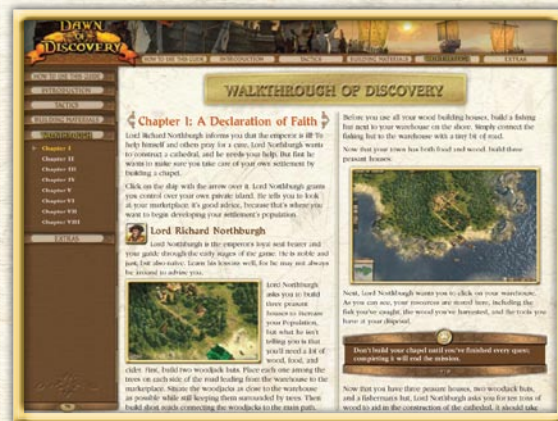 DAWN
OF
DISCOVERY
HOW TO USE THIS GUIDE
INTRODUCTION
TACTICS
BUILDING MATERIALS
WALKTHROUGH
EXTRAS
HOW TO USE THIS GUIDE
INTRODUCTION
TACTICS
BUILDING MATERIALS
WALKTHROUGH
Chapter I
Chapter II
Chapter III
Chapter IV
Chapter V
Chapter VI
Chapter VII
Chapter VIII
EXTRAS
WALKTHROUGH OF DISCOVERY
Chapter I: A Declaration of Faith
Lord Richard Northburgh informs you that the emperor is ill! To
help himself and others pray for a cure, Lord Northburgh wants
to construct a cathedral, and he needs your help. But first he
wants to make sure you take care of your own settlement by
building a chapel.
Click on the ship with the arrow over it. Lord Northburgh grants
you control over your own private island. He tells you to look
at your marketplace; it's good advice, because that's where you
want to begin developing your settlement's population.
Lord Richard Northburgh
Lord Northburgh is the emperor's loyal seal bearer and
your guide through the early stages of the game. He is noble and
just, but also naive. Learn his lessons well, for he may not always
be around to advise you.
Lord Northburgh
asks you to build
three peasant
houses to increase
your Population,
but what he isn't
telling you is that
you'll need a lot of
wood, food, and
cider. First, build two woodjack huts. Place each one among the
trees on each side of the road leading from the warehouse to the
marketplace. Situate the woodjacks as close to the warehouse
as possible while still keeping them surrounded by trees. Then
build short roads connecting the woodjacks to the main path.
Before you use all your wood building houses, build a fishing
hut next to your warehouse on the shore. Simply connect the
fishing hut to the warehouse with a tiny bit of road.
Now that your town has both food and wood, build three
peasant houses.
Next, Lord Northburgh wants you to click on your warehouse.
As you can see, your resources are stored here, including the
fish you've caught, the wood you've harvested, and the tools you
have at your disposal.
Don't build your chapel until you've finished every quest;
completing it will end the mission.
Now that you have three peasant houses, two woodjack huts,
and a fisherman's hut, Lord Northburgh asks you for ten tons of
wood to aid in the construction of the cathedral. It should take